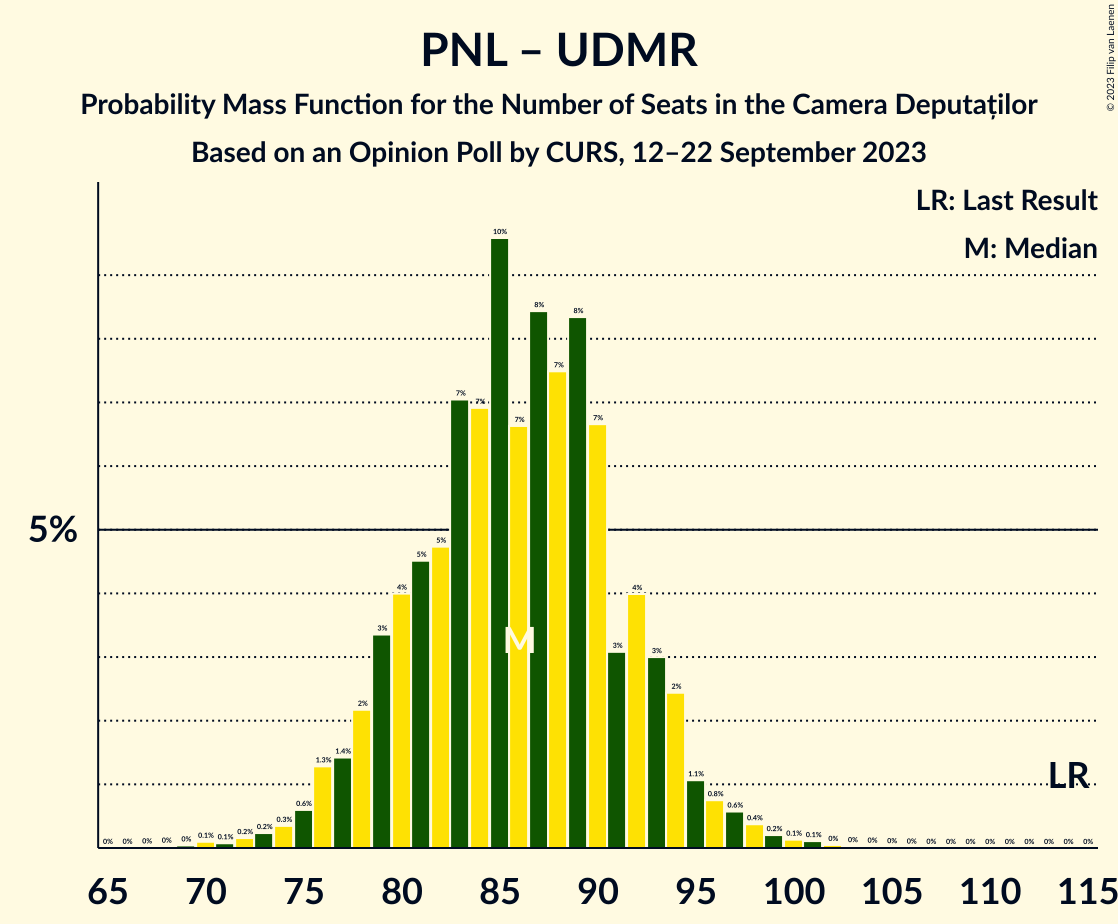 PNL – UDMR
Probability Mass Function for the Number of Seats in the Camera Deputaților
Based on an Opinion Poll by CURS, 12–22 September 2023
© 2023 Filip van Laenen
LR: Last Result
M: Median
5%
0% 0% 0% 0% 0% 0.1% 0.1% 0.2% 0.2% 0.3% 0.6% 1.3% 1.4% 2% 3% 4% 5% 5% 7% 7% 10% 7% 8% 7% 8% 7% 3% 4% 3% 2% 1.1% 0.8% 0.6% 0.4% 0.2% 0.1% 0.1% 0% 0% 0% 0% 0% 0% 0% 0% 0% 0% 0% 0% 0% 0%
M
LR
65 70 75 80 85 90 95 100 105 110 115